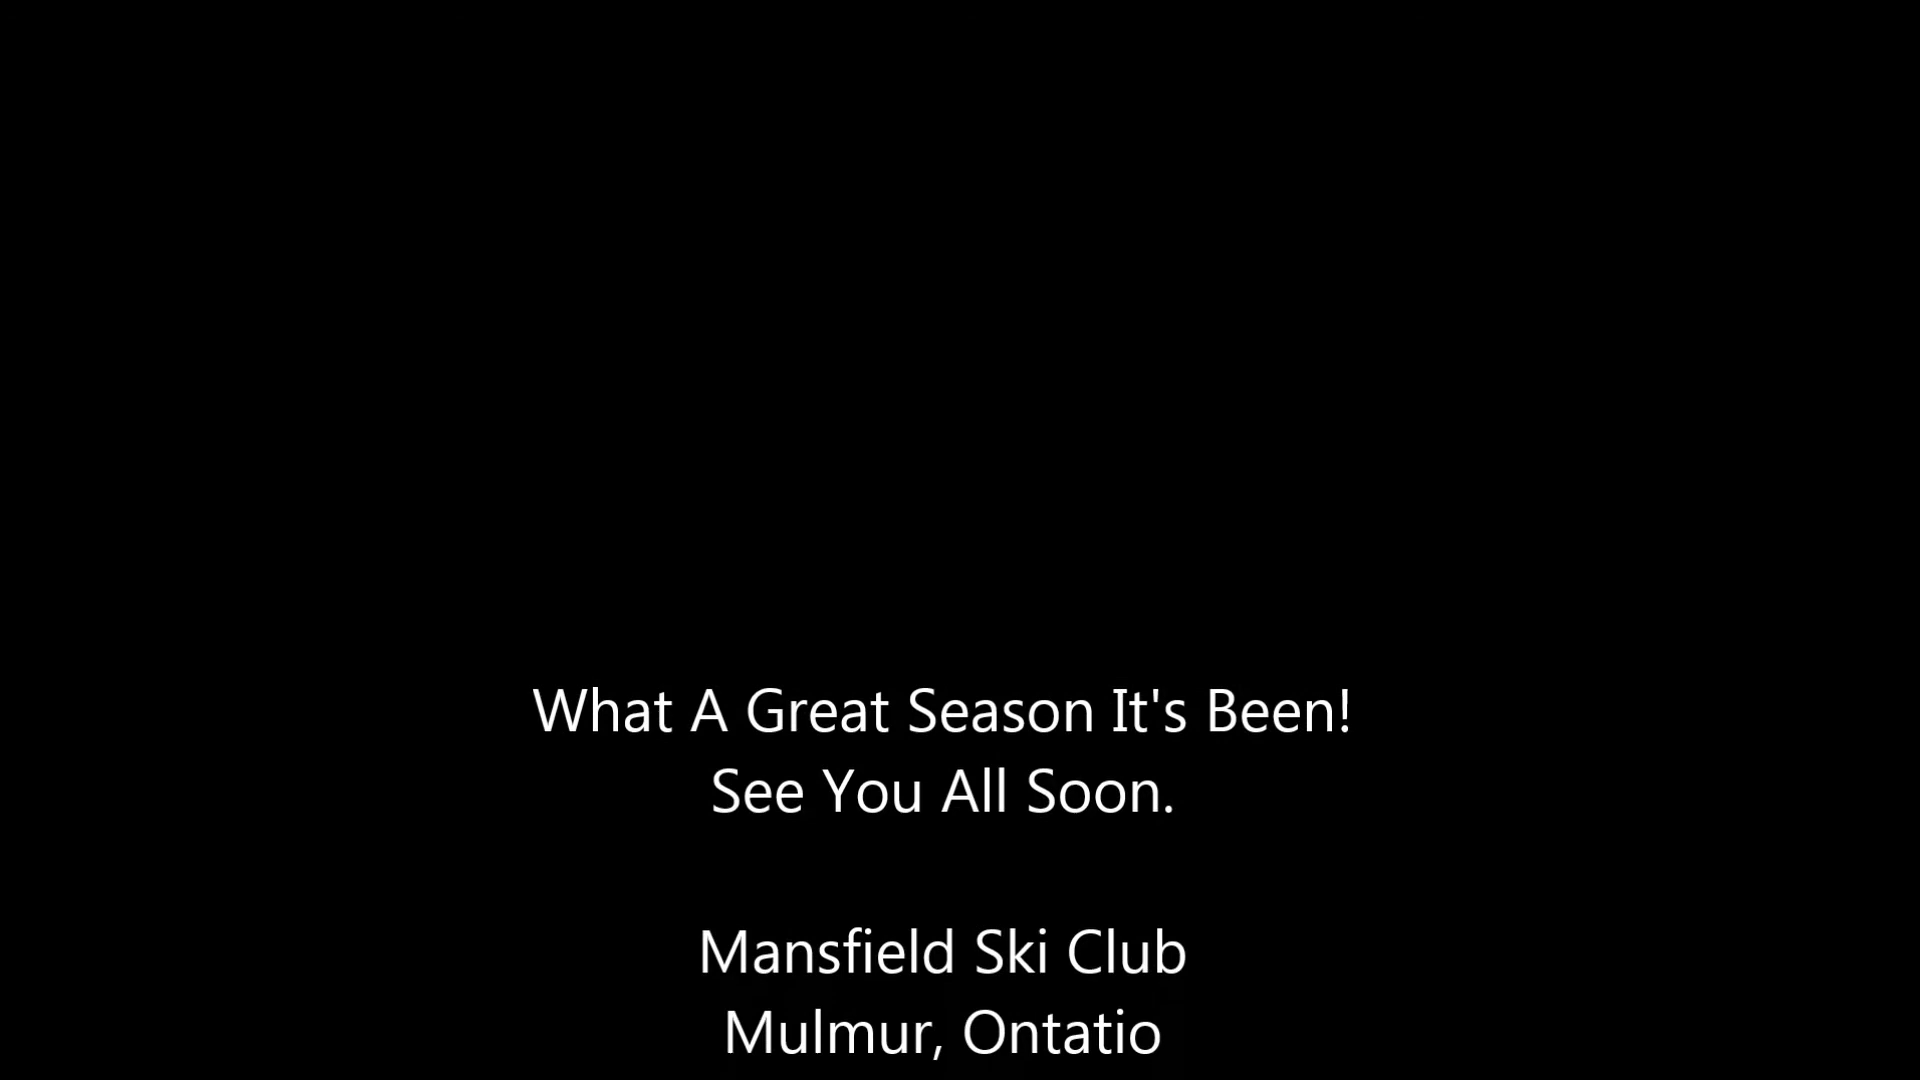 What A Great Season It's Been!
See You All Soon.
Mansfield Ski Club
Mulmur, Ontatio